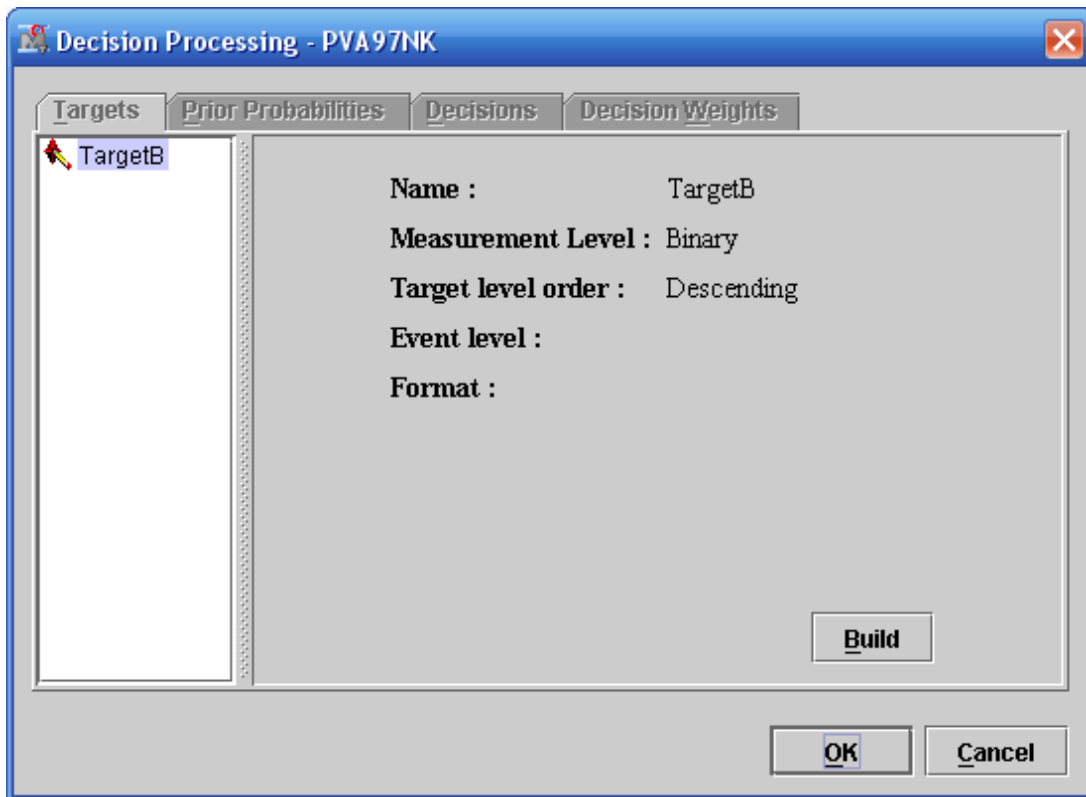 Decision Processing - PVA97NK
Targets Prior Probabilities Decisions Decision Weights
TargetB
Name : TargetB
Measurement Level : Binary
Target level order : Descending
Event level :
Format :
Build
OK Cancel